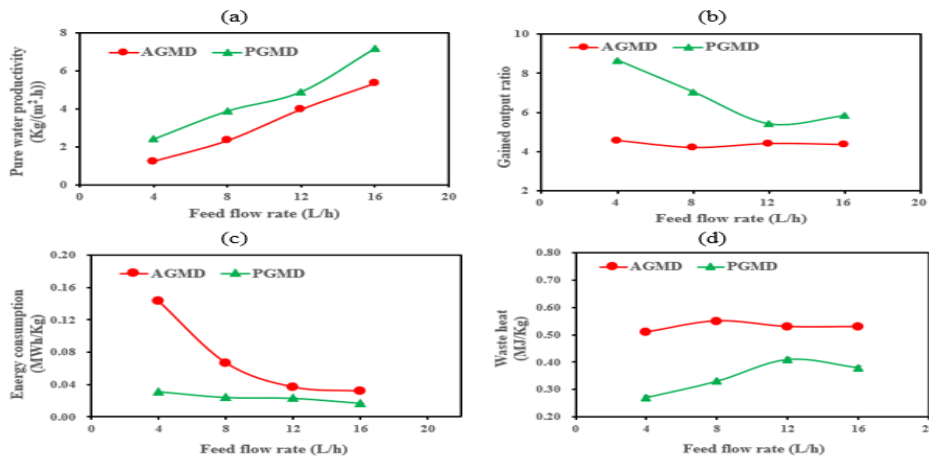 (a)
Pure water productivity
(Kg/(m².h))
8
6
4
2
0
AGMD
PGMD
0
4
8
12
16
20
Feed flow rate (L/h)
(b)
Gained output ratio
10
8
6
4
2
AGMD
PGMD
0
4
8
12
16
20
Feed flow rate (L/h)
(c)
Energy consumption
(MWh/Kg)
0.20
0.16
0.12
0.08
0.04
0.00
AGMD
PGMD
0
4
8
12
16
20
Feed flow rate (L/h)
(d)
Waste heat
(MJ/Kg)
0.80
0.70
0.60
0.50
0.40
0.30
0.20
AGMD
PGMD
0
4
8
12
16
20
Feed flow rate (L/h)